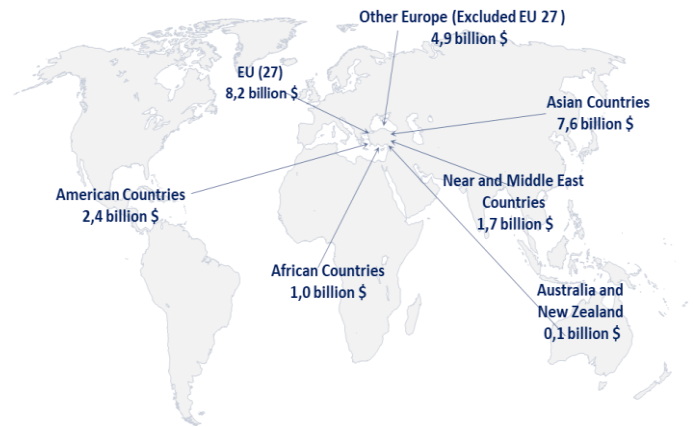 Other Europe (Excluded EU 27 )
4,9 billion $
EU (27)
8,2 billion $
Asian Countries
7,6 billion $
Near and Middle East
Countries
1,7 billion $
American Countries
2,4 billion $
African Countries
1,0 billion $
Australia and
New Zealand
0,1 billion $